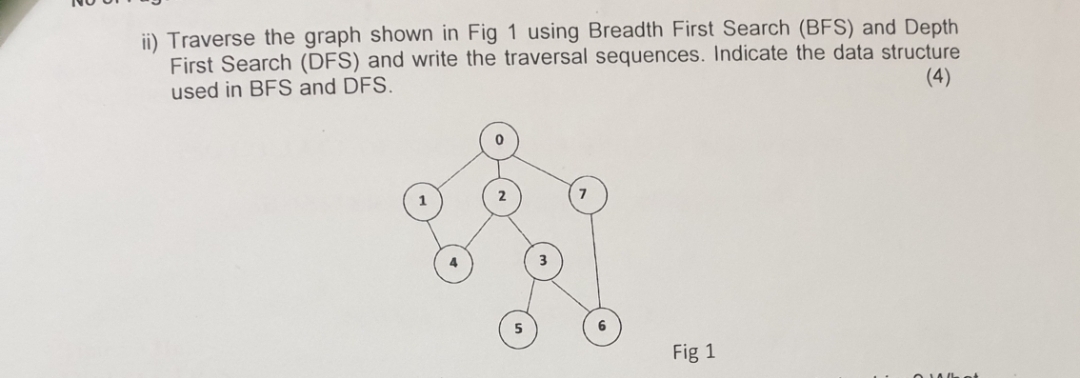 ii) Traverse the graph shown in Fig 1 using Breadth First Search (BFS) and Depth
First Search (DFS) and write the traversal sequences. Indicate the data structure
used in BFS and DFS.
(4)
0
1
2
7
4
3
5
6
Fig 1